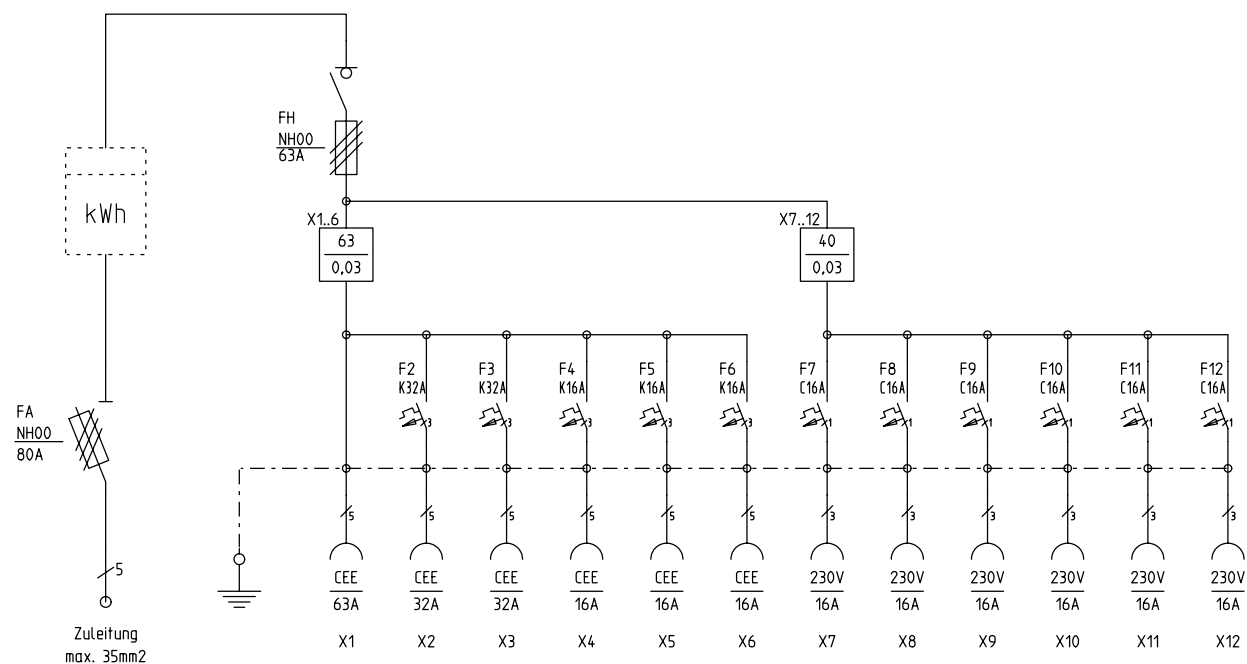 FH
NH00
63A
kWh
X1..6
63
0,03
X7..12
40
0,03
F2
K32A
3
F3
K32A
3
F4
K16A
3
F5
K16A
3
F6
K16A
3
F7
C16A
1
F8
C16A
1
F9
C16A
1
F10
C16A
1
F11
C16A
1
F12
C16A
1
FA
NH00
80A
5
5 5 5 5 5 5 3 3 3 3 3 3
CEE CEE CEE CEE CEE CEE 230V 230V 230V 230V 230V 230V
63A 32A 32A 16A 16A 16A 16A 16A 16A 16A 16A 16A
X1 X2 X3 X4 X5 X6 X7 X8 X9 X10 X11 X12
Zuleitung
max. 35mm2